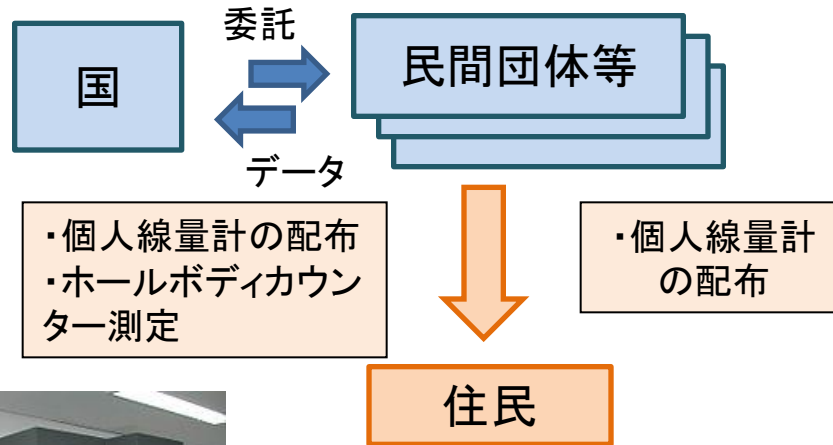 委託
国
民間団体等
データ
・個人線量計の配布
・ホールボディカウン
ター測定
・個人線量計
の配布
住民